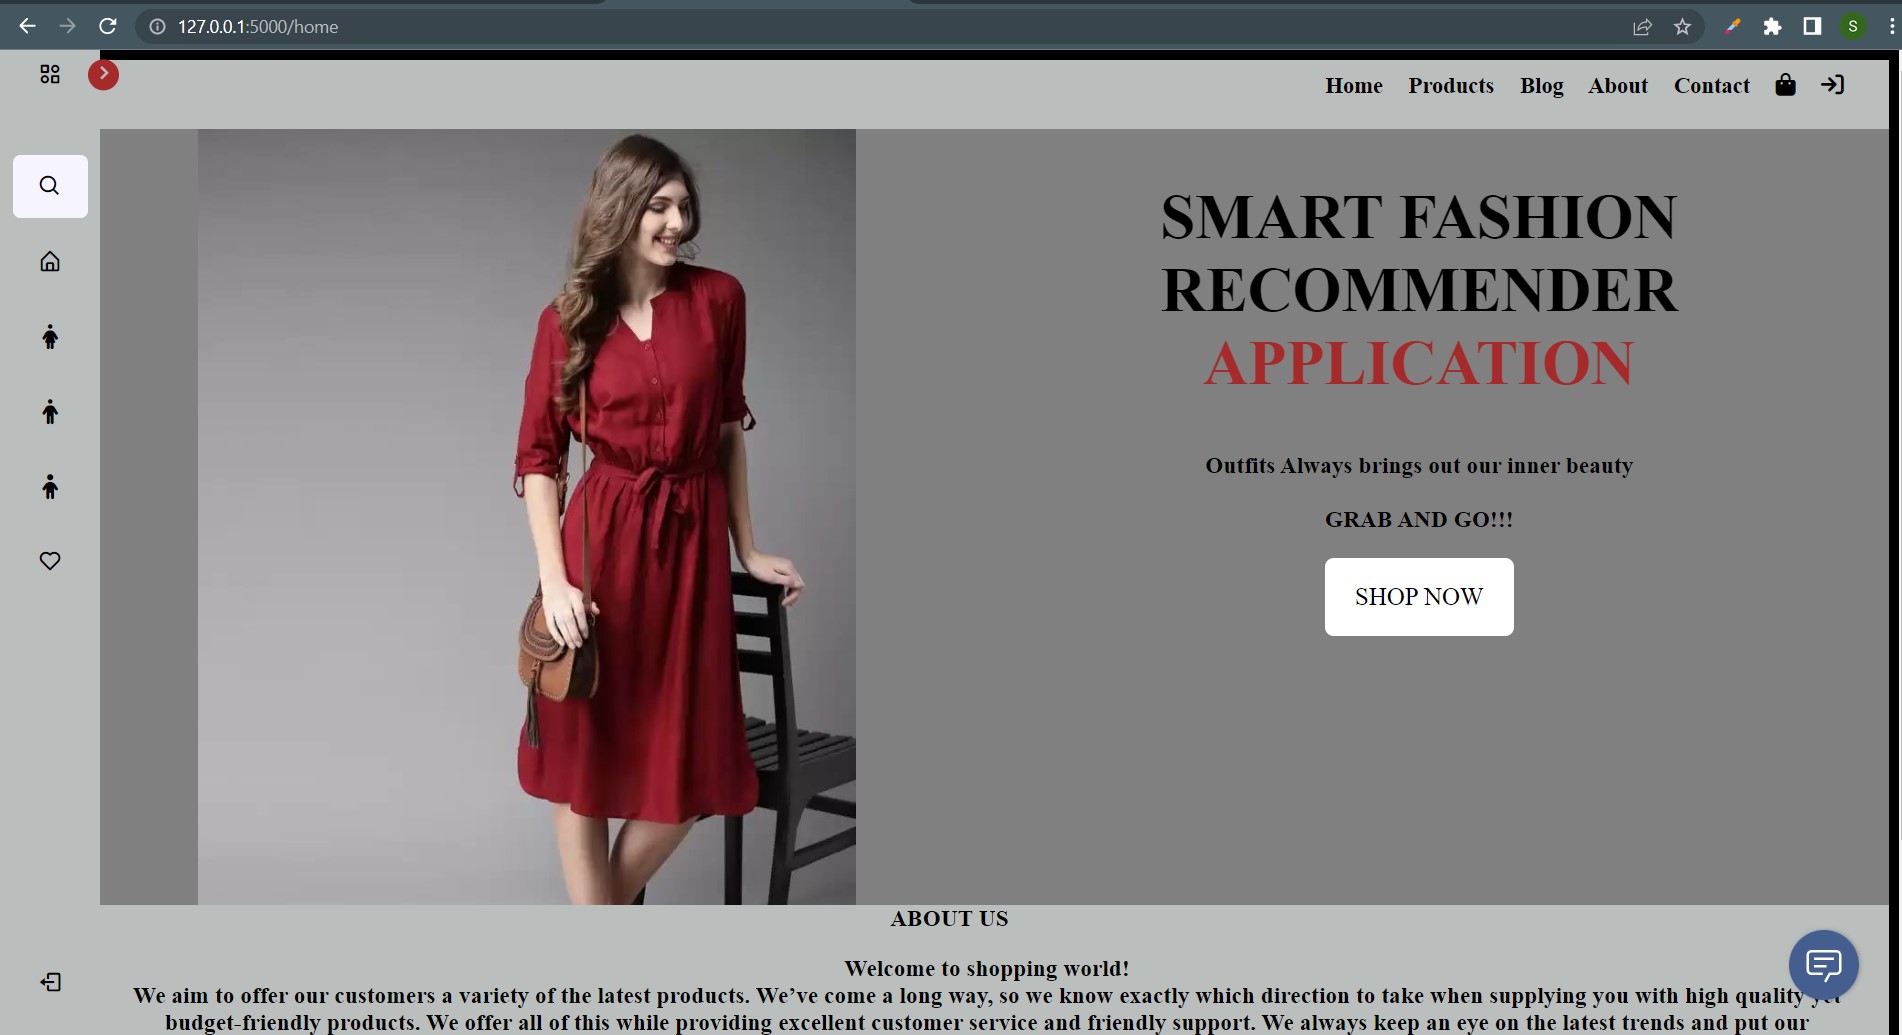 127.0.0.1:5000/home
S
Home Products Blog About Contact
SMART FASHION
RECOMMENDER
APPLICATION
Outfits Always brings out our inner beauty
GRAB AND GO!!!
SHOP NOW
ABOUT US
Welcome to shopping world!
We aim to offer our customers a variety of the latest products. We’ve come a long way, so we know exactly which direction to take when supplying you with high quality yet
budget-friendly products. We offer all of this while providing excellent customer service and friendly support. We always keep an eye on the latest trends and put our